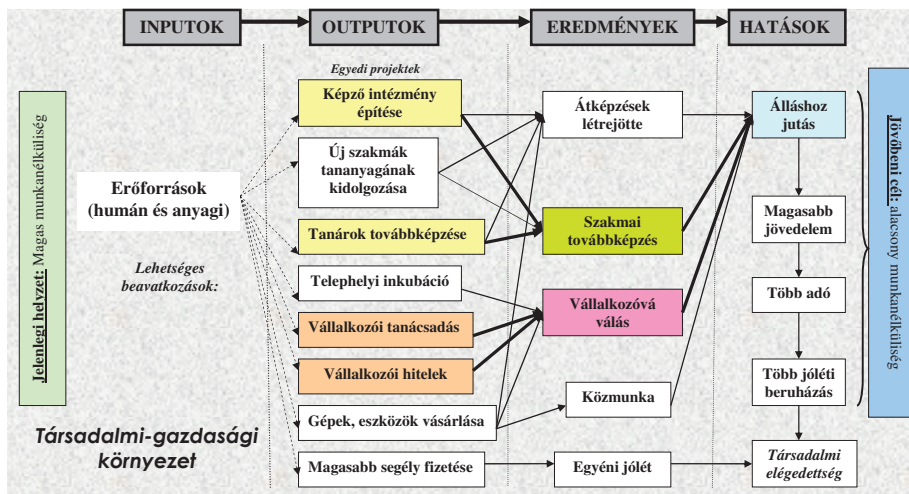 INPUTOK
OUTPUTOK
EREDMÉNYEK
HATÁSOK
Jelenlegi helyzet: Magas munkanélküliség
Erőforrások
(humán és anyagi)
Lehetséges
beavatkozások:
Társadalmi-gazdasági
környezet
Egyedi projektek
Képző intézmény
építése
Új szakmák
tananyagának
kidolgozása
Tanárok továbbképzése
Telephelyi inkubáció
Vállalkozói tanácsadás
Vállalkozói hitelek
Gépek, eszközök vásárlása
Magasabb segély fizetése
Átképzések
létrejötte
Szakmai
továbbképzés
Vállalkozóvá
válás
Közmunka
Egyéni jólét
Álláshoz
jutás
Magasabb
jövedelem
Több adó
Több jóléti
beruházás
Társadalmi
elégedettség
Jövőbeni cél: alacsony munkanélküliség